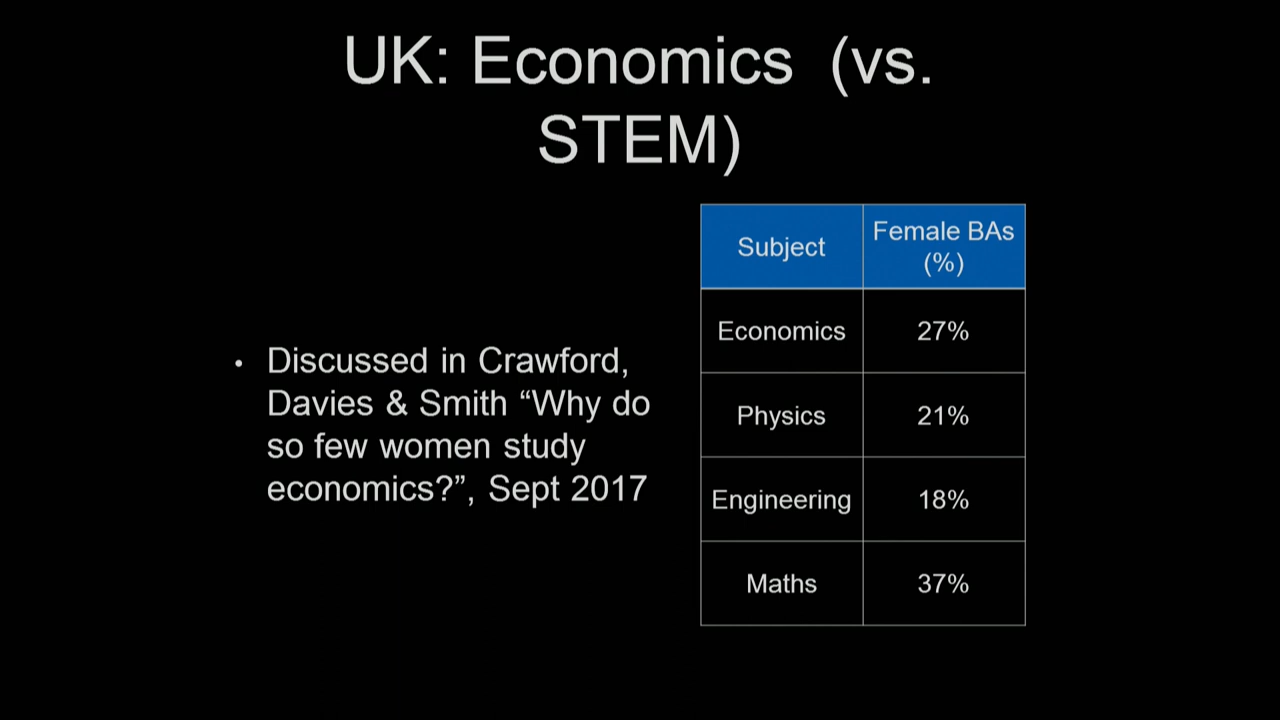 UK: Economics (vs.
STEM)
Discussed in Crawford,
Davies & Smith “Why do
so few women study
economics?”, Sept 2017
Subject
Female BAs
(%)
Economics
27%
Physics
21%
Engineering
18%
Maths
37%